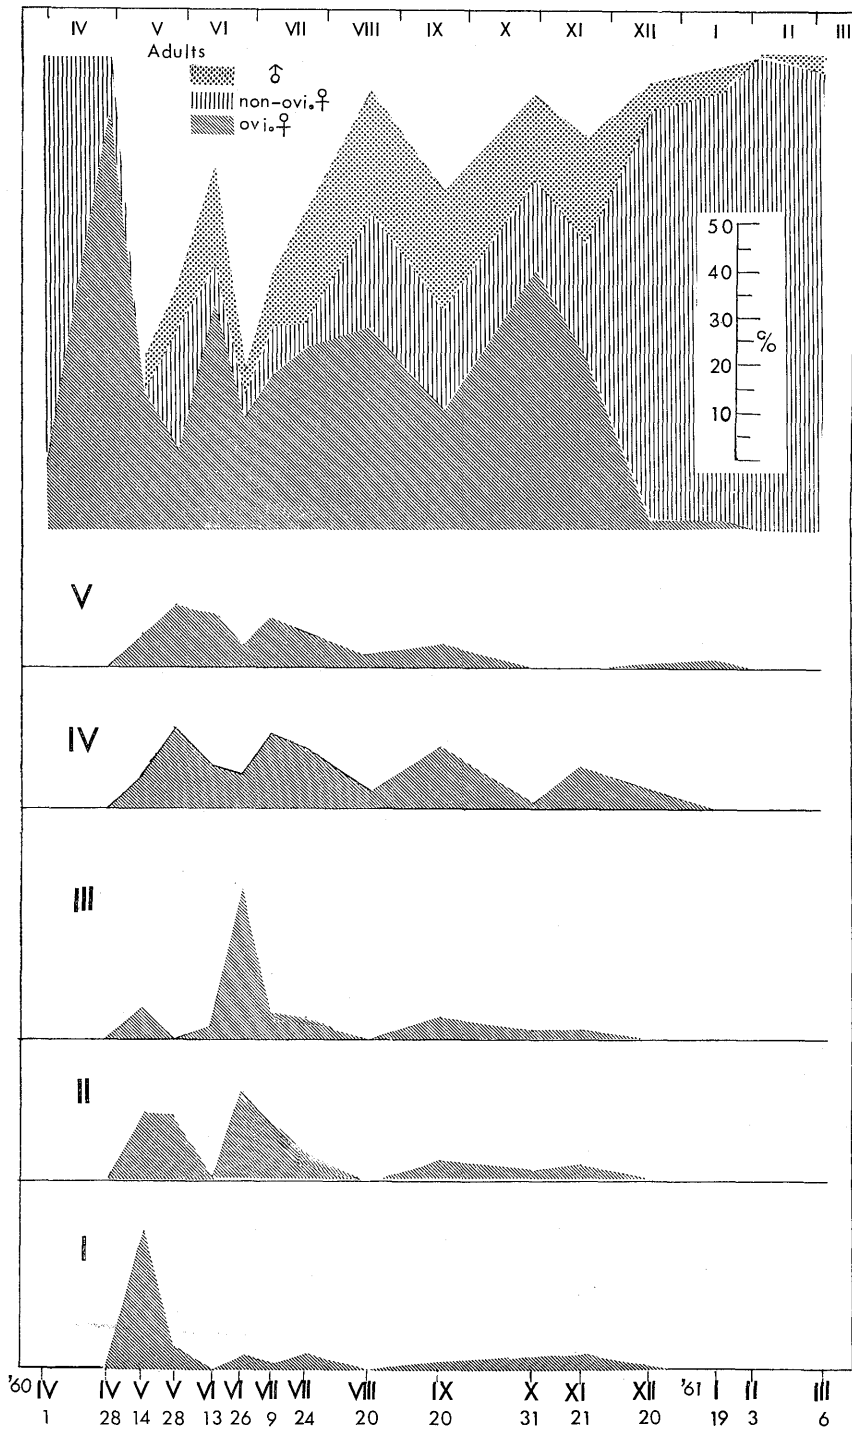 IV V VI VII VIII IX X XI XII I II III
Adults
♂
non-ovi.♀
ovi.♀
50
40
30
%
20
10
V
IV
III
II
I
'60 IV IV V V VI VI VII VII VIII IX X XI XII '61 I II III
1 28 14 28 13 26 9 24 20 20 31 21 20 19 3 6